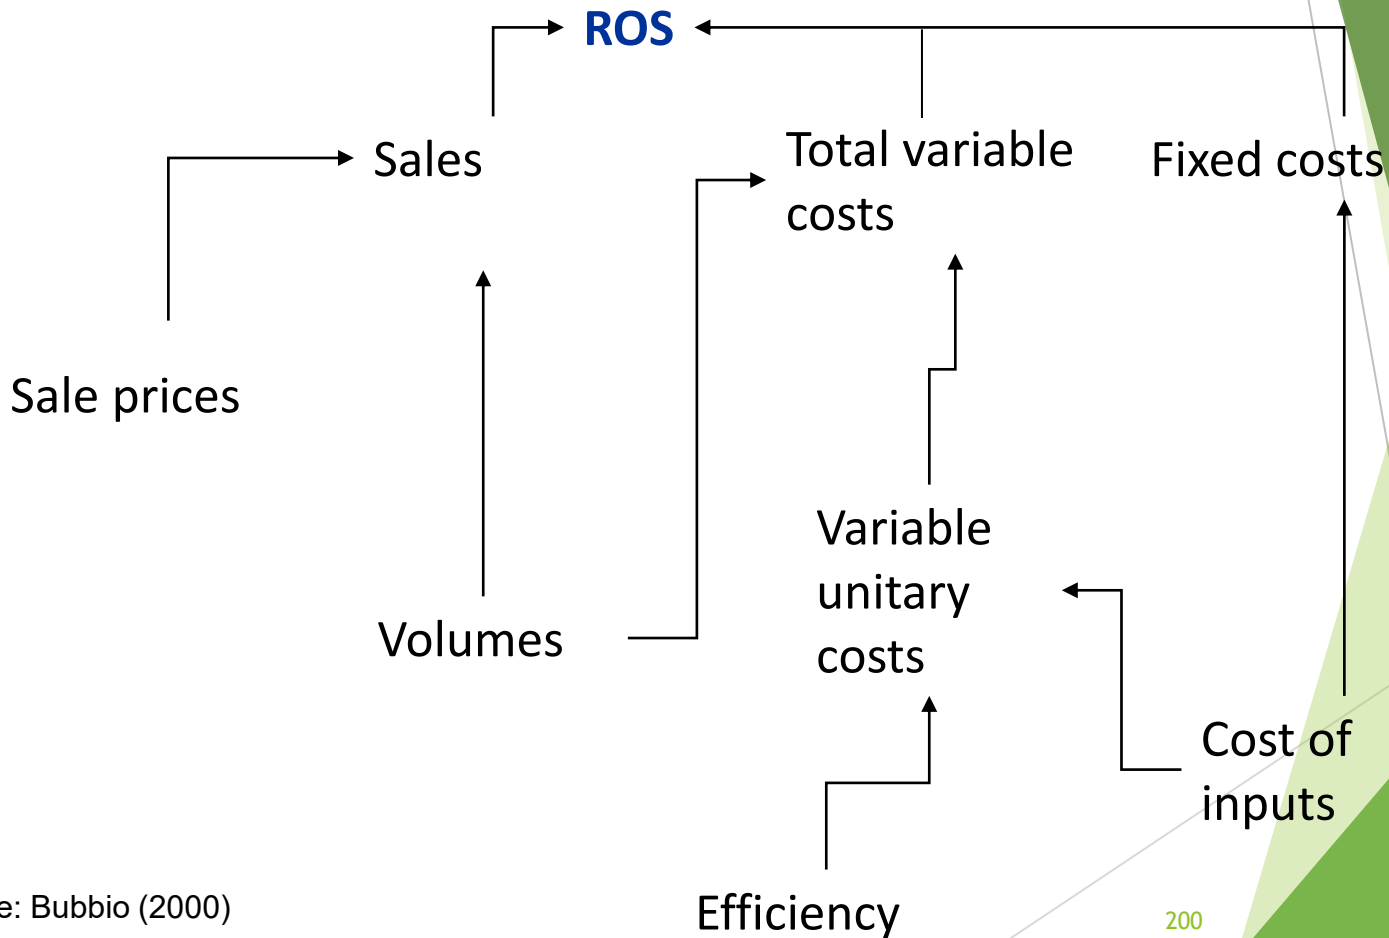 ROS
Sales
Total variable
costs
Fixed costs
Sale prices
Variable
unitary
costs
Volumes
Cost of
inputs
Efficiency
e: Bubbio (2000)
200